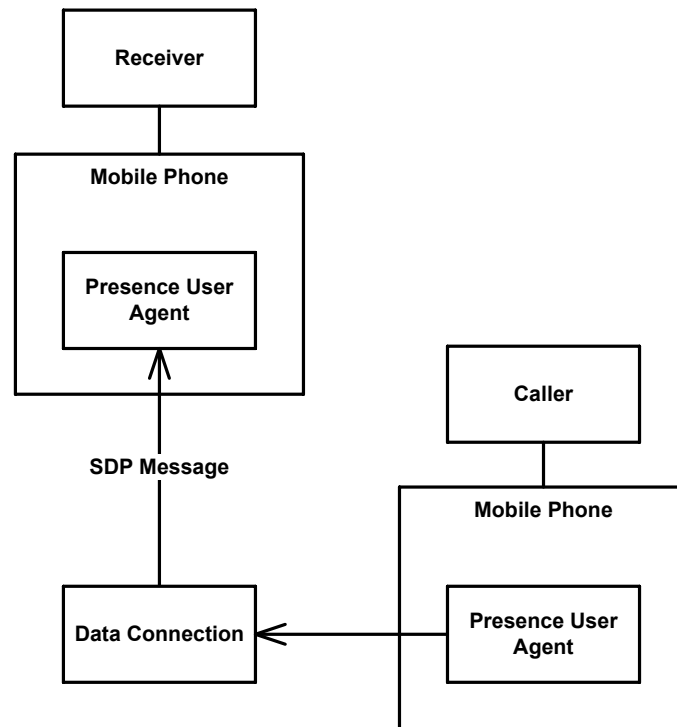 Receiver
Mobile Phone
Presence User
Agent
SDP Message
Data Connection
Caller
Mobile Phone
Presence User
Agent